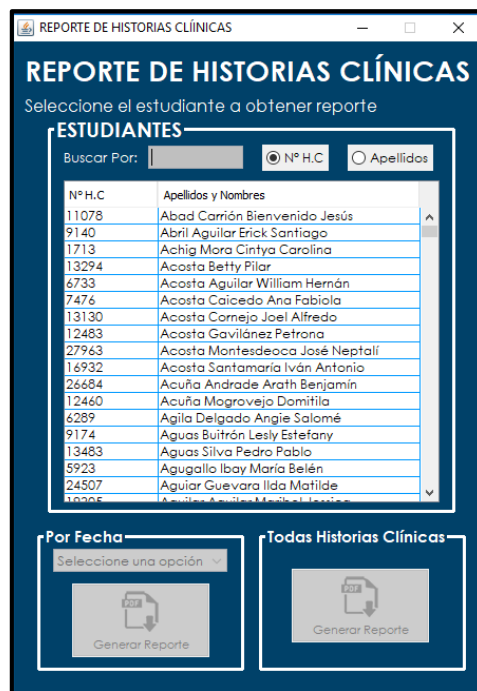 REPORTE DE HISTORIAS CLÍINICAS
REPORTE DE HISTORIAS CLÍNICAS
Seleccione el estudiante a obtener reporte
ESTUDIANTES
Buscar Por: N° H.C Apellidos
N° H.C Apellidos y Nombres
11078 Abad Carrión Bienvenido Jesús
9140 Abril Aguilar Erick Santiago
1713 Achig Mora Cintya Carolina
13294 Acosta Betty Pilar
6733 Acosta Aguilar William Hernán
7476 Acosta Caicedo Ana Fabiola
13130 Acosta Cornejo Joel Alfredo
12483 Acosta Gavilánez Petrona
27963 Acosta Montesdeoca José Neptalí
16932 Acosta Santamaría Iván Antonio
26684 Acuña Andrade Arath Benjamín
12460 Acuña Mogrovejo Domitila
6289 Agila Delgado Angie Salomé
9174 Aguas Buitrón Lesly Estefany
13483 Aguas Silva Pedro Pablo
5923 Agugallo Ibay María Belén
24507 Aguiar Guevara Ilda Matilde
Por Fecha Todas Historias Clínicas
Seleccione una opción
PDF PDF
Generar Reporte Generar Reporte